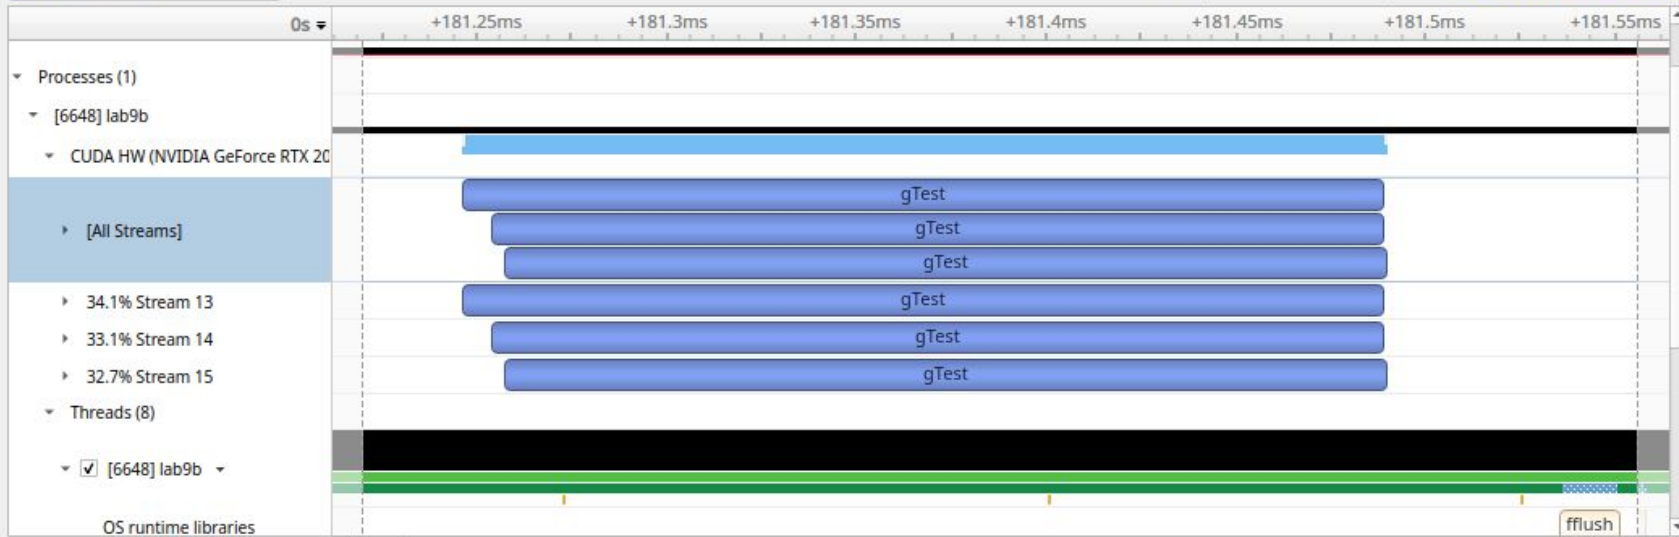 0s +181.25ms +181.3ms +181.35ms +181.4ms +181.45ms +181.5ms +181.55ms
Processes (1)
[6648] lab9b
CUDA HW (NVIDIA GeForce RTX 20
gTest
[All Streams] gTest
gTest
34.1% Stream 13 gTest
33.1% Stream 14 gTest
32.7% Stream 15 gTest
Threads (8)
[6648] lab9b
OS runtime libraries fflush